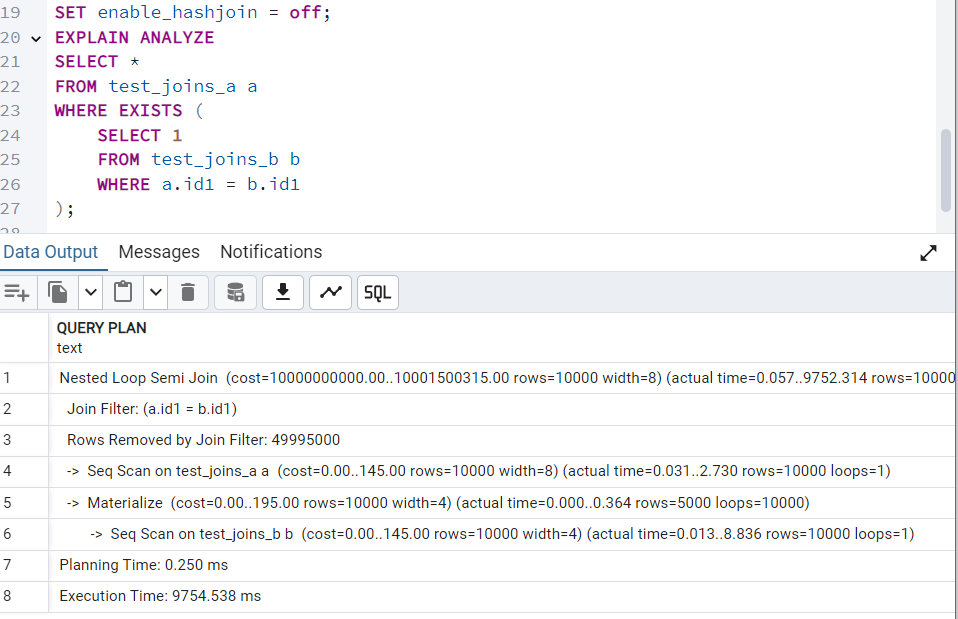 19 SET enable_hashjoin = off;
20 EXPLAIN ANALYZE
21 SELECT *
22 FROM test_joins_a a
23 WHERE EXISTS (
24 SELECT 1
25 FROM test_joins_b b
26 WHERE a.id1 = b.id1
27 );
28
Data Output Messages Notifications
SQL
QUERY PLAN
text
1 Nested Loop Semi Join (cost=10000000000.00..10001500315.00 rows=10000 width=8) (actual time=0.057..9752.314 rows=10000
2 Join Filter: (a.id1 = b.id1)
3 Rows Removed by Join Filter: 49995000
4 -> Seq Scan on test_joins_a a (cost=0.00..145.00 rows=10000 width=8) (actual time=0.031..2.730 rows=10000 loops=1)
5 -> Materialize (cost=0.00..195.00 rows=10000 width=4) (actual time=0.000..0.364 rows=5000 loops=10000)
6 -> Seq Scan on test_joins_b b (cost=0.00..145.00 rows=10000 width=4) (actual time=0.013..8.836 rows=10000 loops=1)
7 Planning Time: 0.250 ms
8 Execution Time: 9754.538 ms